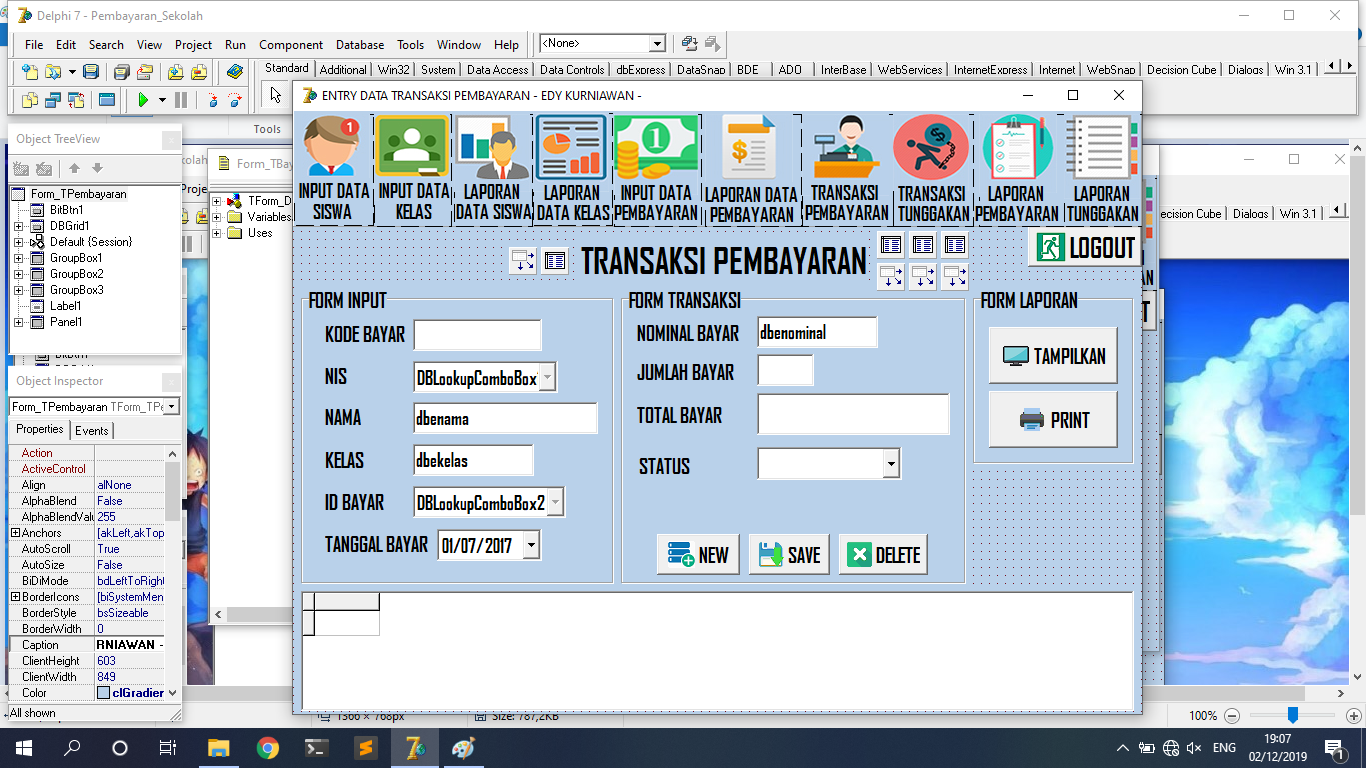 Delphi 7 - Pembayaran_Sekolah
File Edit Search View Project Run Component Database Tools Window Help
<None>
Standard Additional Win32 System Data Access Data Controls dbExpress DataSnap BDE ADO InterBase WebServices InternetExpress Internet WebSnap Decision Cube Dialogs Win 3.1
ENTRY DATA TRANSAKSI PEMBAYARAN - EDY KURNIAWAN -
Tools
Object TreeView
Form_TPembayaran
BitBtn1
DBGrid1
Default {Session}
GroupBox1
GroupBox2
GroupBox3
Label1
Panel1
Form_TBay
TForm_D
Variables
Uses
Decision Cube Dialogs Win 3.1
1
INPUT DATA SISWA
INPUT DATA KELAS
LAPORAN DATA SISWA
LAPORAN DATA KELAS
INPUT DATA PEMBAYARAN
LAPORAN DATA PEMBAYARAN
TRANSAKSI PEMBAYARAN
TRANSAKSI TUNGGAKAN
LAPORAN PEMBAYARAN
LAPORAN TUNGGAKAN
TRANSAKSI PEMBAYARAN
LOGOUT
FORM INPUT
KODE BAYAR
NIS DBLookupComboBox
NAMA dbenama
KELAS dbekelas
ID BAYAR DBLookupComboBox2
TANGGAL BAYAR 01/07/2017
FORM TRANSAKSI
NOMINAL BAYAR dbenominal
JUMLAH BAYAR
TOTAL BAYAR
STATUS
NEW SAVE DELETE
FORM LAPORAN
TAMPILKAN
PRINT
Object Inspector
Form_TPembayaran TForm_TPe
Properties Events
Action
ActiveControl
Align alNone
AlphaBlend False
AlphaBlendValu 255
Anchors [akLeft,akTop
AutoScroll True
AutoSize False
BiDiMode bdLeftToRight
BorderIcons [biSystemMen
BorderStyle bsSizeable
BorderWidth 0
Caption RNIAWAN -
ClientHeight 603
ClientWidth 849
Color clGradier
All shown
1366 × 768px
Size: 787,2KB
100%
ENG
19:07
02/12/2019
1